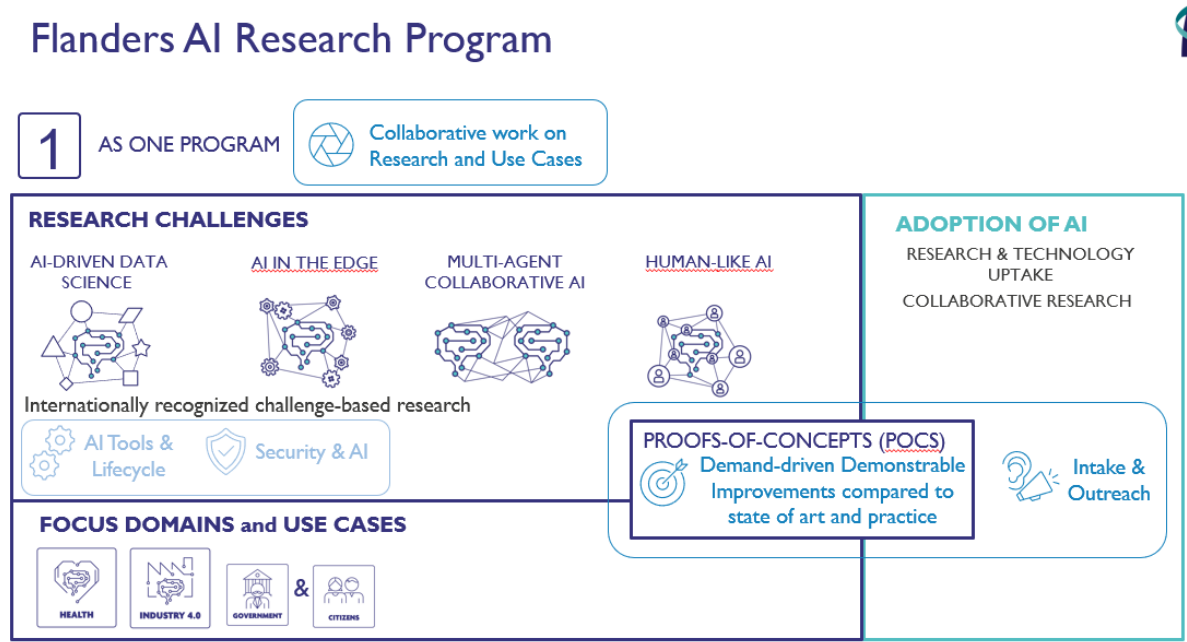 Flanders AI Research Program
1
AS ONE PROGRAM
Collaborative work on
Research and Use Cases
RESEARCH CHALLENGES
AI-DRIVEN DATA
SCIENCE
AI IN THE EDGE
MULTI-AGENT
COLLABORATIVE AI
HUMAN-LIKE AI
Internationally recognized challenge-based research
AI Tools &
Lifecycle
Security & AI
ADOPTION OF AI
RESEARCH & TECHNOLOGY
UPTAKE
COLLABORATIVE RESEARCH
PROOFS-OF-CONCEPTS (POCS)
Demand-driven Demonstrable
Improvements compared to
state of art and practice
Intake &
Outreach
FOCUS DOMAINS and USE CASES
HEALTH
INDUSTRY 4.0
GOVERNMENT
&
CITIZENS